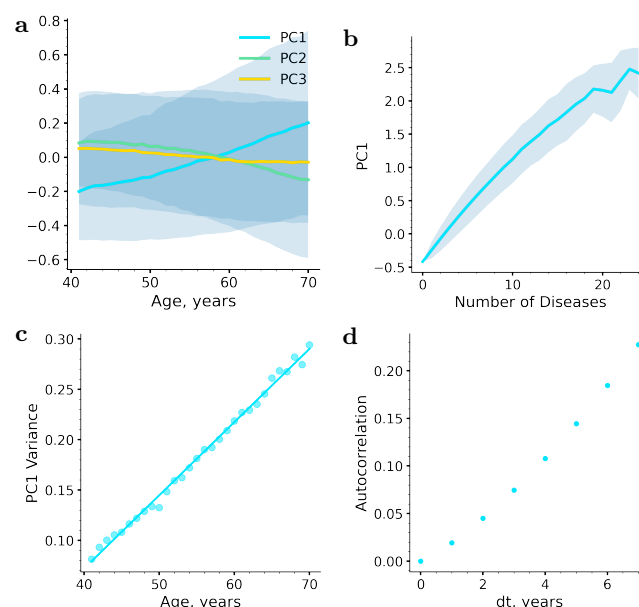 a
0.8
0.6
0.4
0.2
0.0
−0.2
−0.4
−0.6
40
50
60
70
Age, years
PC1
PC2
PC3
b
PC1
2.5
2.0
1.5
1.0
0.5
0.0
−0.5
0
10
20
Number of Diseases
c
PC1 Variance
0.30
0.25
0.20
0.15
0.10
40
50
60
70
Age, years
d
Autocorrelation
0.20
0.15
0.10
0.05
0.00
0
2
4
6
dt, years